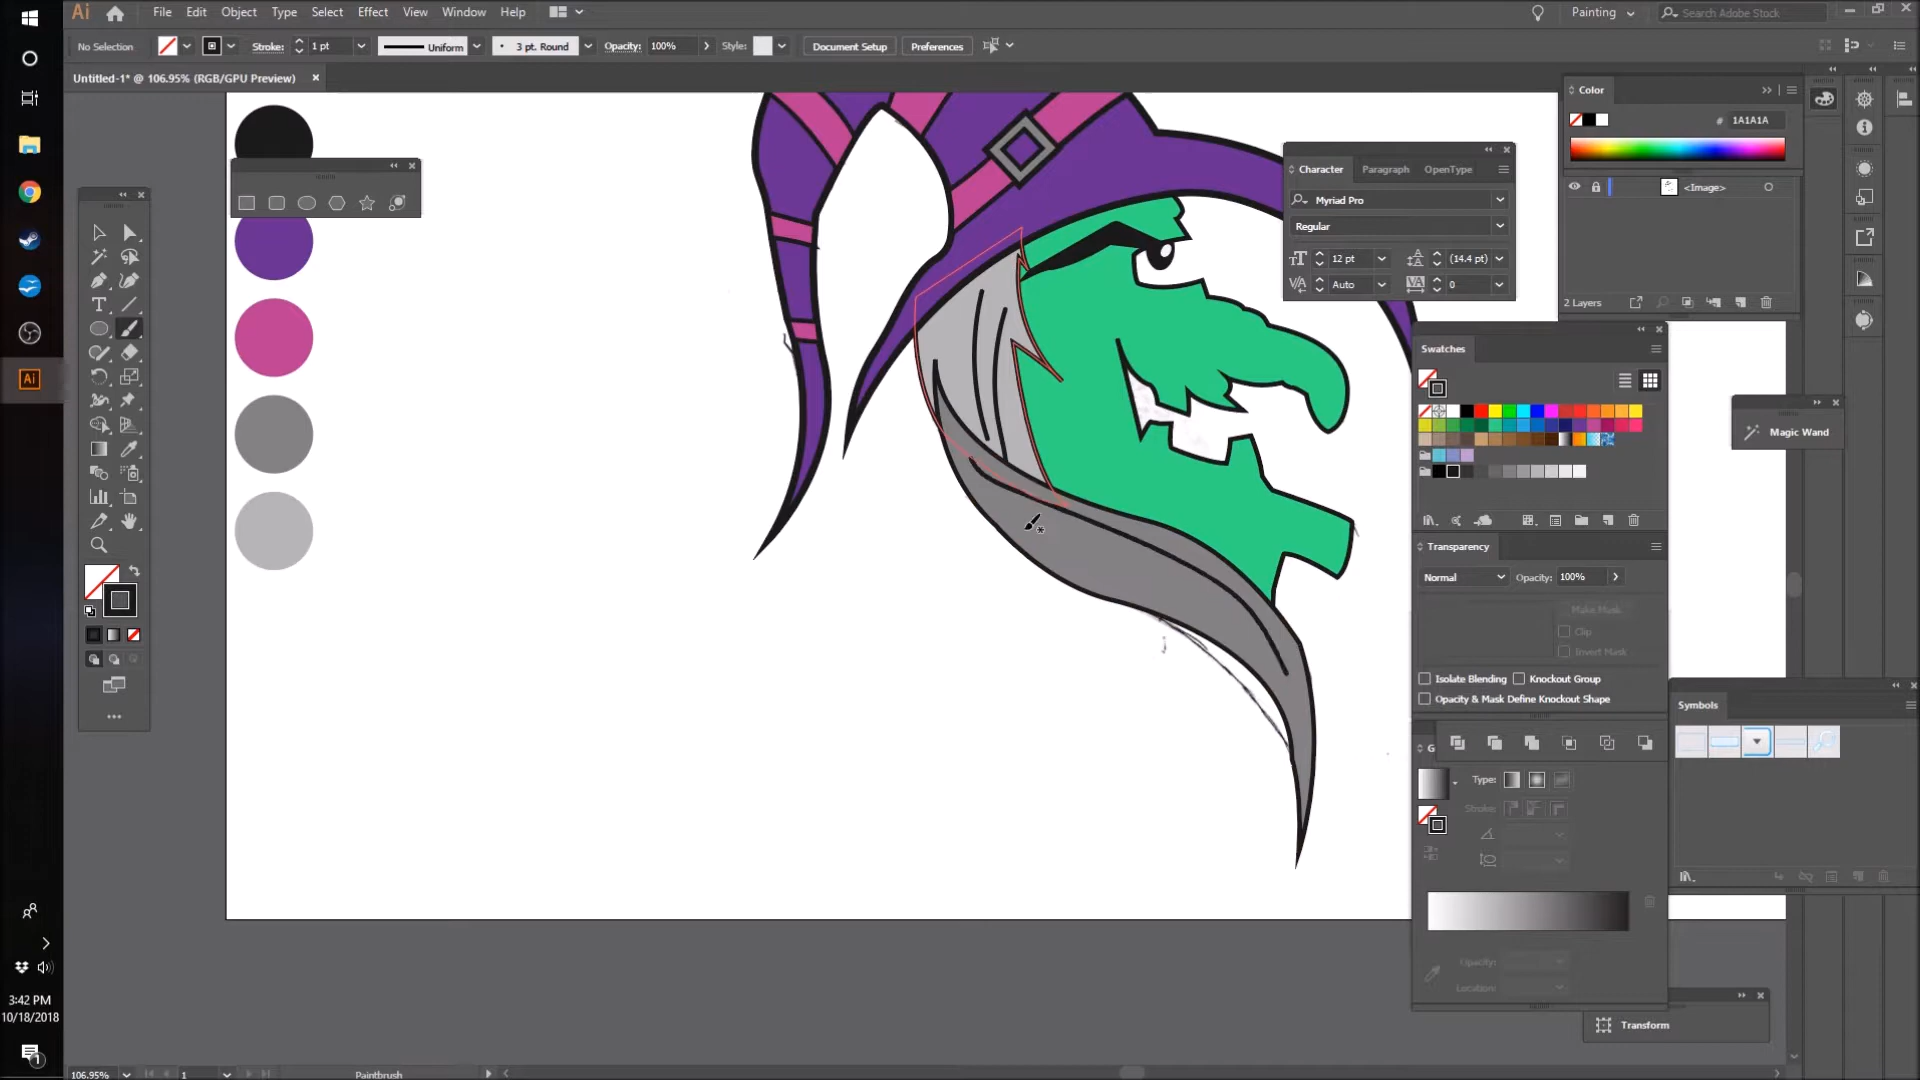 Ai File Edit Object Type Select Effect View Window Help Painting Search Adobe Stock
No Selection Stroke: 1 pt Uniform 3 pt. Round Opacity: 100% Style: Document Setup Preferences
Untitled-1* @ 106.95% (RGB/GPU Preview)
Color
# 1A1A1A
<Image>
2 Layers
Character Paragraph OpenType
Myriad Pro
Regular
12 pt (14.4 pt)
Auto 0
Swatches
Magic Wand
Transparency
Normal Opacity: 100%
Make Mask
Clip
Invert Mask
Isolate Blending Knockout Group
Opacity & Mask Define Knockout Shape
Symbols
G
Type:
Stroke:
Opacity:
Location:
Transform
Ai
3:42 PM
10/18/2018
1
106.95% 1 Paintbrush